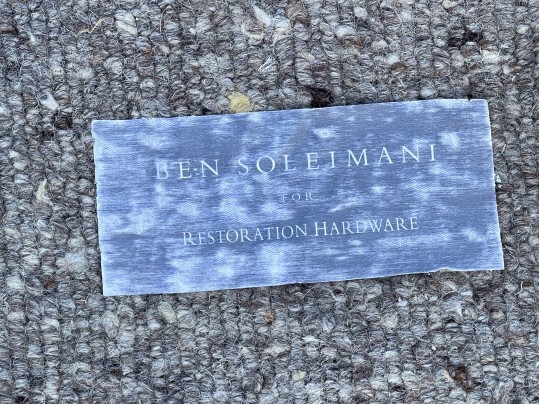 BEN SOLEIMANI
FOR
RESTORATION HARDWARE